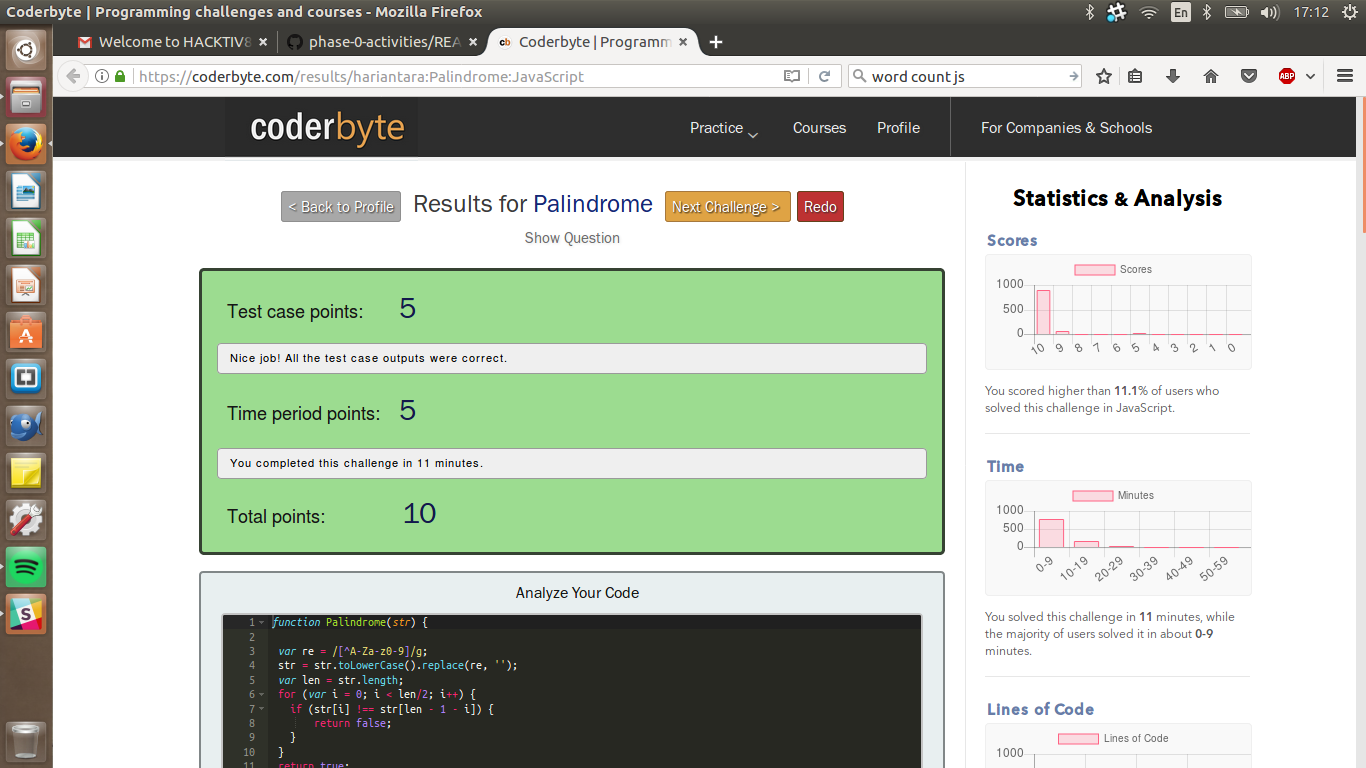 Coderbyte | Programming challenges and courses - Mozilla Firefox
En
17:12
Welcome to HACKTIV8
phase-0-activities/REA
cb
Coderbyte | Programm
https://coderbyte.com/results/hariantara:Palindrome:JavaScript
word count js
ABP
coderbyte
Practice
Courses
Profile
For Companies & Schools
< Back to Profile
Results for Palindrome
Next Challenge >
Redo
Show Question
Test case points: 5
Nice job! All the test case outputs were correct.
Time period points: 5
You completed this challenge in 11 minutes.
Total points: 10
Analyze Your Code
1 function Palindrome(str) {
2
3 var re = /[^A-Za-z0-9]/g;
4 str = str.toLowerCase().replace(re, '');
5 var len = str.length;
6 for (var i = 0; i < len/2; i++) {
7 if (str[i] !== str[len - 1 - i]) {
8 return false;
9 }
10 }
11 return true;
Statistics & Analysis
Scores
Scores
1000
500
0
10 9 8 7 6 5 4 3 2 1 0
You scored higher than 11.1% of users who
solved this challenge in JavaScript.
Time
Minutes
1000
500
0
0-9 10-19 20-29 30-39 40-49 50-59
You solved this challenge in 11 minutes, while
the majority of users solved it in about 0-9
minutes.
Lines of Code
Lines of Code
1000